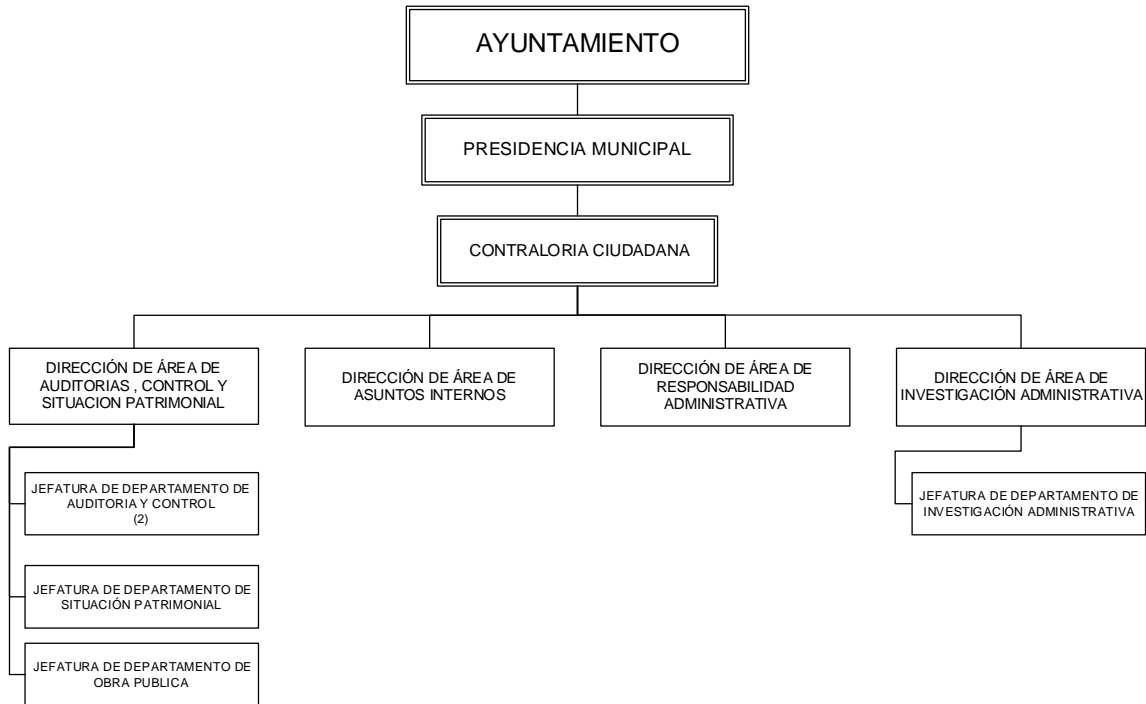 AYUNTAMIENTO
PRESIDENCIA MUNICIPAL
CONTRALORIA CIUDADANA
DIRECCIÓN DE ÁREA DE
AUDITORIAS , CONTROL Y
SITUACION PATRIMONIAL
DIRECCIÓN DE ÁREA DE
ASUNTOS INTERNOS
DIRECCIÓN DE ÁREA DE
RESPONSABILIDAD
ADMINISTRATIVA
DIRECCIÓN DE ÁREA DE
INVESTIGACIÓN ADMINISTRATIVA
JEFATURA DE DEPARTAMENTO DE
AUDITORIA Y CONTROL
(2)
JEFATURA DE DEPARTAMENTO DE
INVESTIGACIÓN ADMINISTRATIVA
JEFATURA DE DEPARTAMENTO DE
SITUACIÓN PATRIMONIAL
JEFATURA DE DEPARTAMENTO DE
OBRA PUBLICA